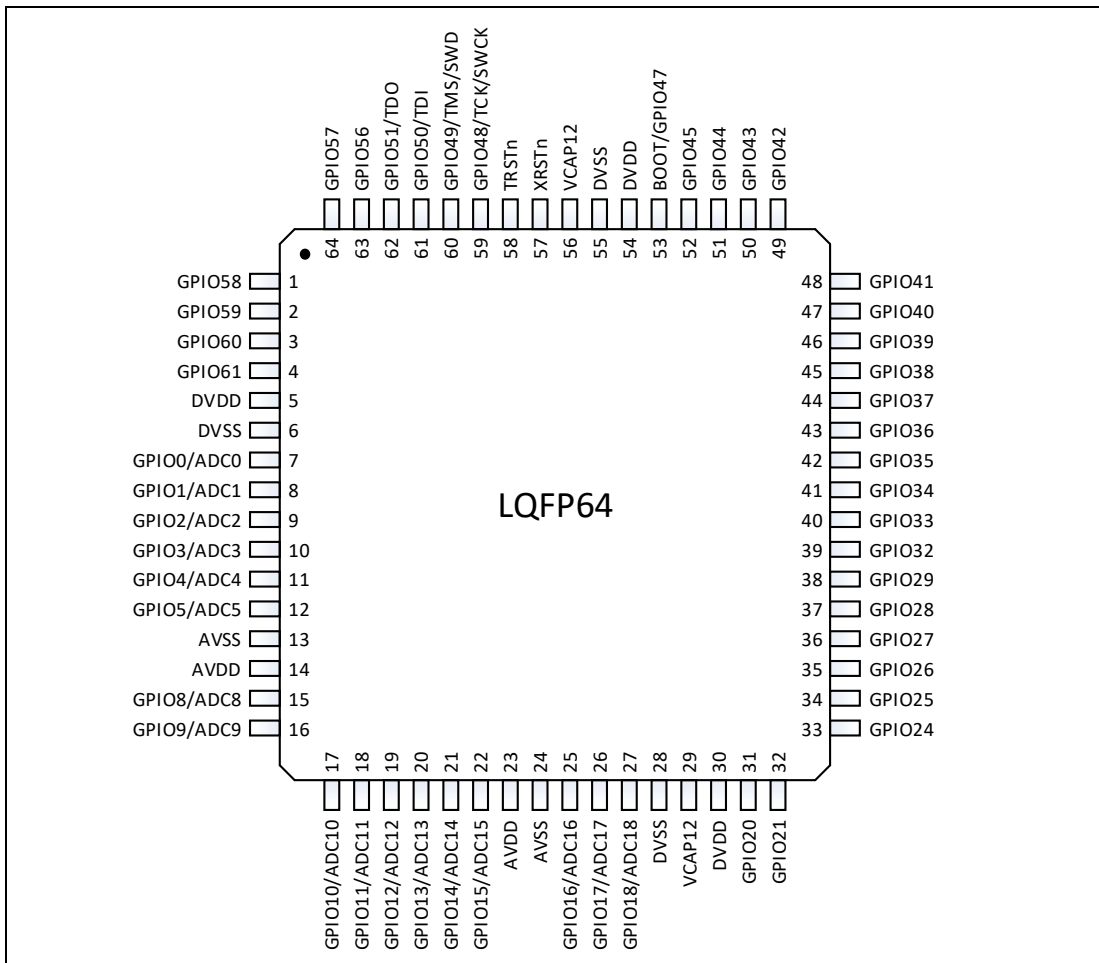 GPIO57
GPIO56
GPIO51/TDO
GPIO50/TDI
GPIO49/TMS/SWD
GPIO48/TCK/SWCK
TRSTn
XRSTn
VCAP12
DVSS
DVDD
BOOT/GPIO47
GPIO45
GPIO44
GPIO43
GPIO42
64
63
62
61
60
59
58
57
56
55
54
53
52
51
50
49
GPIO58 1
GPIO59 2
GPIO60 3
GPIO61 4
DVDD 5
DVSS 6
GPIO0/ADC0 7
GPIO1/ADC1 8
GPIO2/ADC2 9
GPIO3/ADC3 10
GPIO4/ADC4 11
GPIO5/ADC5 12
AVSS 13
AVDD 14
GPIO8/ADC8 15
GPIO9/ADC9 16
LQFP64
48 GPIO41
47 GPIO40
46 GPIO39
45 GPIO38
44 GPIO37
43 GPIO36
42 GPIO35
41 GPIO34
40 GPIO33
39 GPIO32
38 GPIO29
37 GPIO28
36 GPIO27
35 GPIO26
34 GPIO25
33 GPIO24
17
18
19
20
21
22
23
24
25
26
27
28
29
30
31
32
GPIO10/ADC10
GPIO11/ADC11
GPIO12/ADC12
GPIO13/ADC13
GPIO14/ADC14
GPIO15/ADC15
AVDD
AVSS
GPIO16/ADC16
GPIO17/ADC17
GPIO18/ADC18
DVSS
VCAP12
DVDD
GPIO20
GPIO21